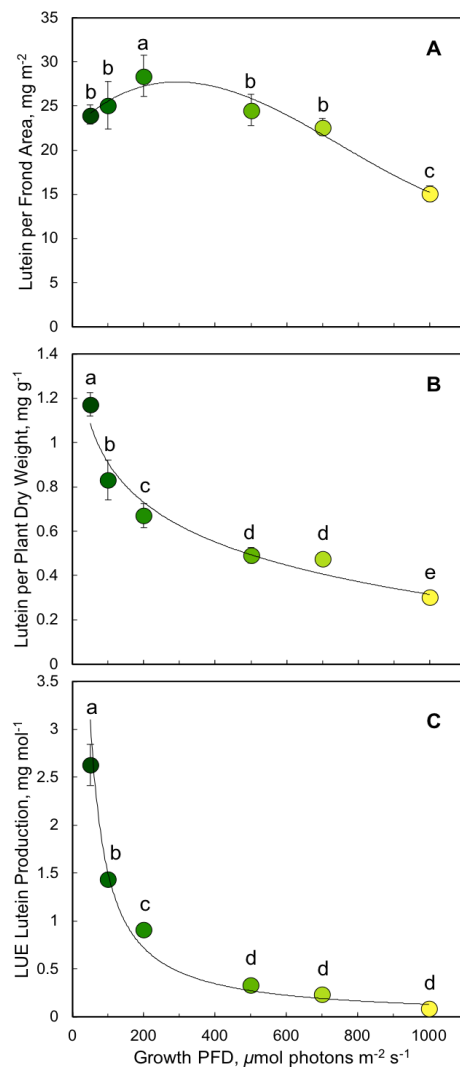 35
30
25
20
15
10
5
0
Lutein per Frond Area, mg m⁻²
A
b
b
a
b
b
c
1.4
1.2
1
0.8
0.6
0.4
0.2
0
Lutein per Plant Dry Weight, mg g⁻¹
B
a
b
c
d
d
e
3.5
3
2.5
2
1.5
1
0.5
0
LUE Lutein Production, mg mol⁻¹
C
a
b
c
d
d
d
0 200 400 600 800 1000
Growth PFD, µmol photons m⁻² s⁻¹